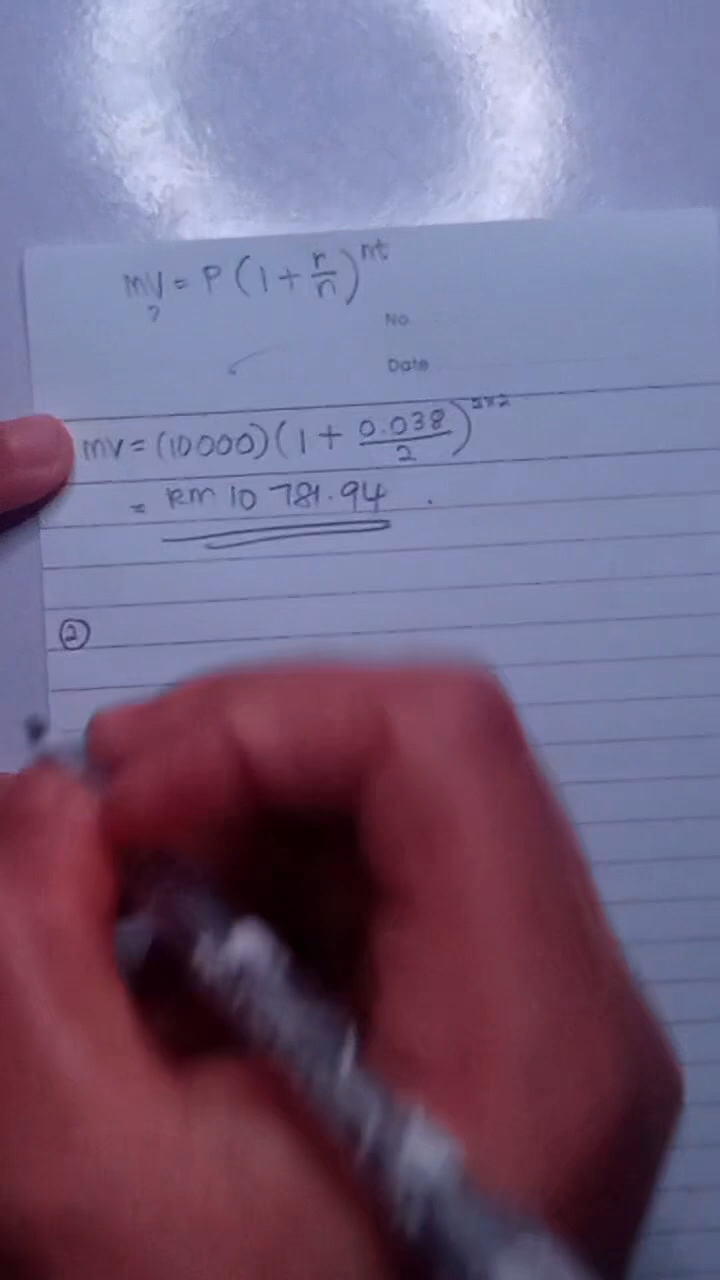 MV = P (1 + r/n)^nt
?
No.
Date
MV = (10000) (1 + 0.038/2)^2×2
= RM 10 781.94 .
②